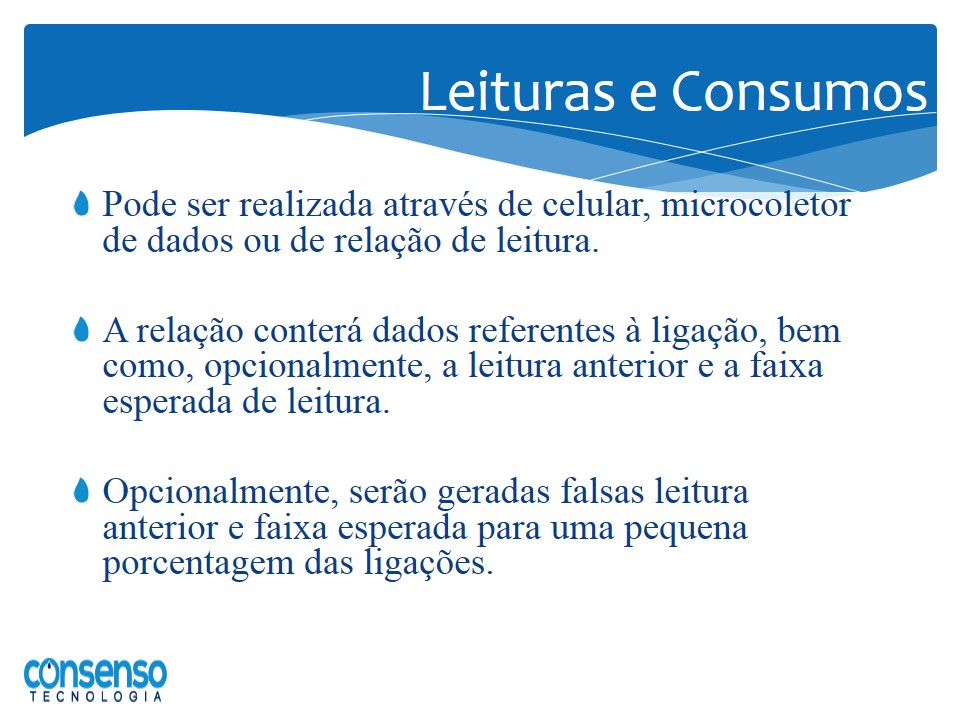 Leituras e Consumos
Pode ser realizada através de celular, microcoletor
de dados ou de relação de leitura.
A relação conterá dados referentes à ligação, bem
como, opcionalmente, a leitura anterior e a faixa
esperada de leitura.
Opcionalmente, serão geradas falsas leitura
anterior e faixa esperada para uma pequena
porcentagem das ligações.
consenso
TECNOLOGIA